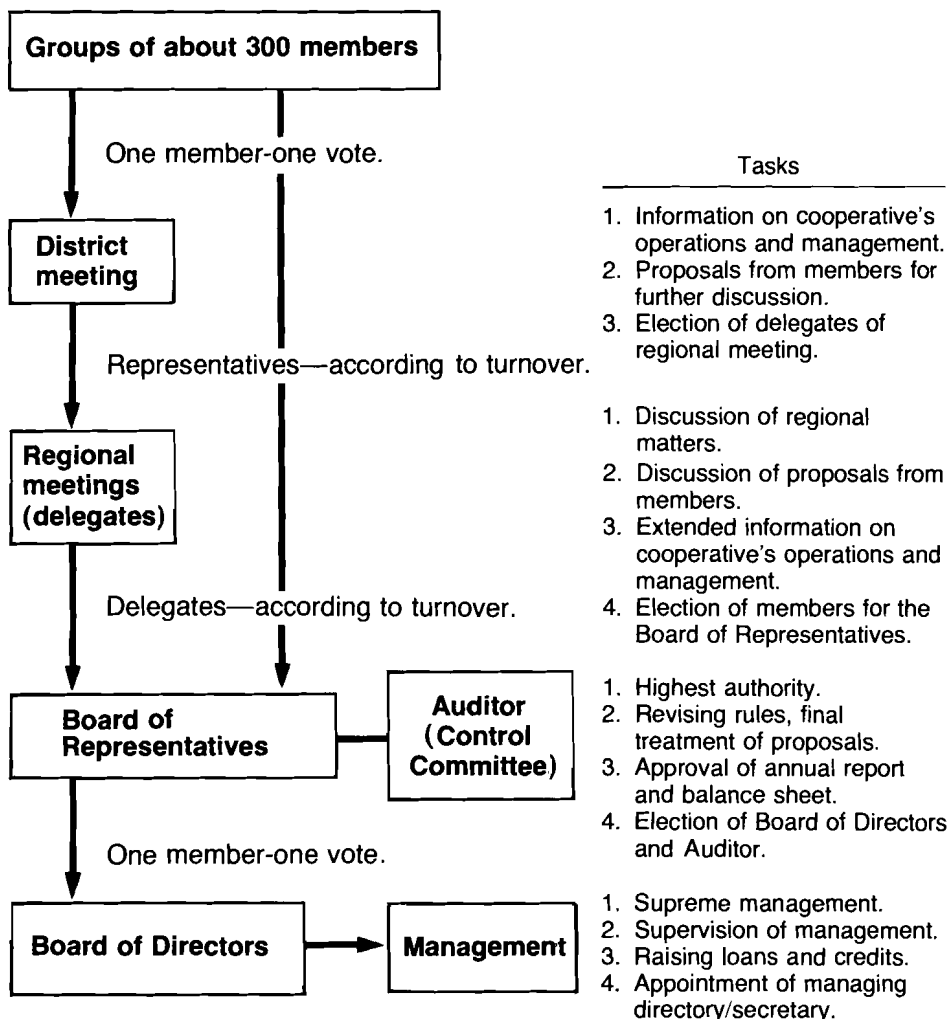 Groups of about 300 members
One member-one vote.
District
meeting
Representatives—according to turnover.
Regional
meetings
(delegates)
Delegates—according to turnover.
Board of
Representatives
Auditor
(Control
Committee)
One member-one vote.
Board of Directors
Management
Tasks
1. Information on cooperative's
operations and management.
2. Proposals from members for
further discussion.
3. Election of delegates of
regional meeting.
1. Discussion of regional
matters.
2. Discussion of proposals from
members.
3. Extended information on
cooperative's operations and
management.
4. Election of members for the
Board of Representatives.
1. Highest authority.
2. Revising rules, final
treatment of proposals.
3. Approval of annual report
and balance sheet.
4. Election of Board of Directors
and Auditor.
1. Supreme management.
2. Supervision of management.
3. Raising loans and credits.
4. Appointment of managing
directory/secretary.